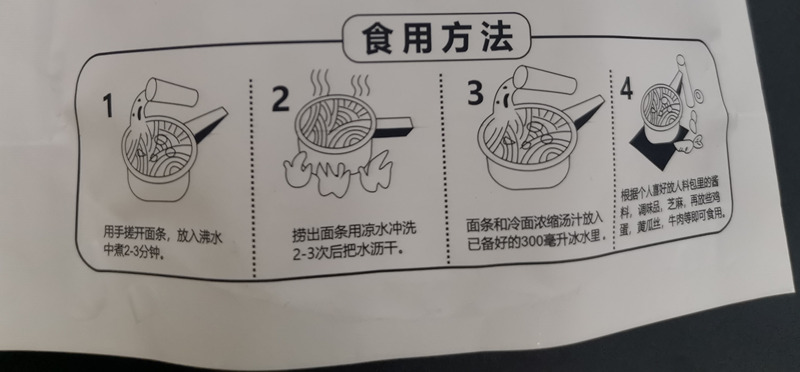 食用方法
1
用手搓开面条，放入沸水
中煮2-3分钟。
2
捞出面条用凉水冲洗
2-3次后把水沥干。
3
面条和冷面浓缩汤汁放入
已备好的300毫升冰水里。
4
根据个人喜好放入料包里的酱
料，调味品，芝麻，再放些鸡
蛋，黄瓜丝，牛肉等即可食用。